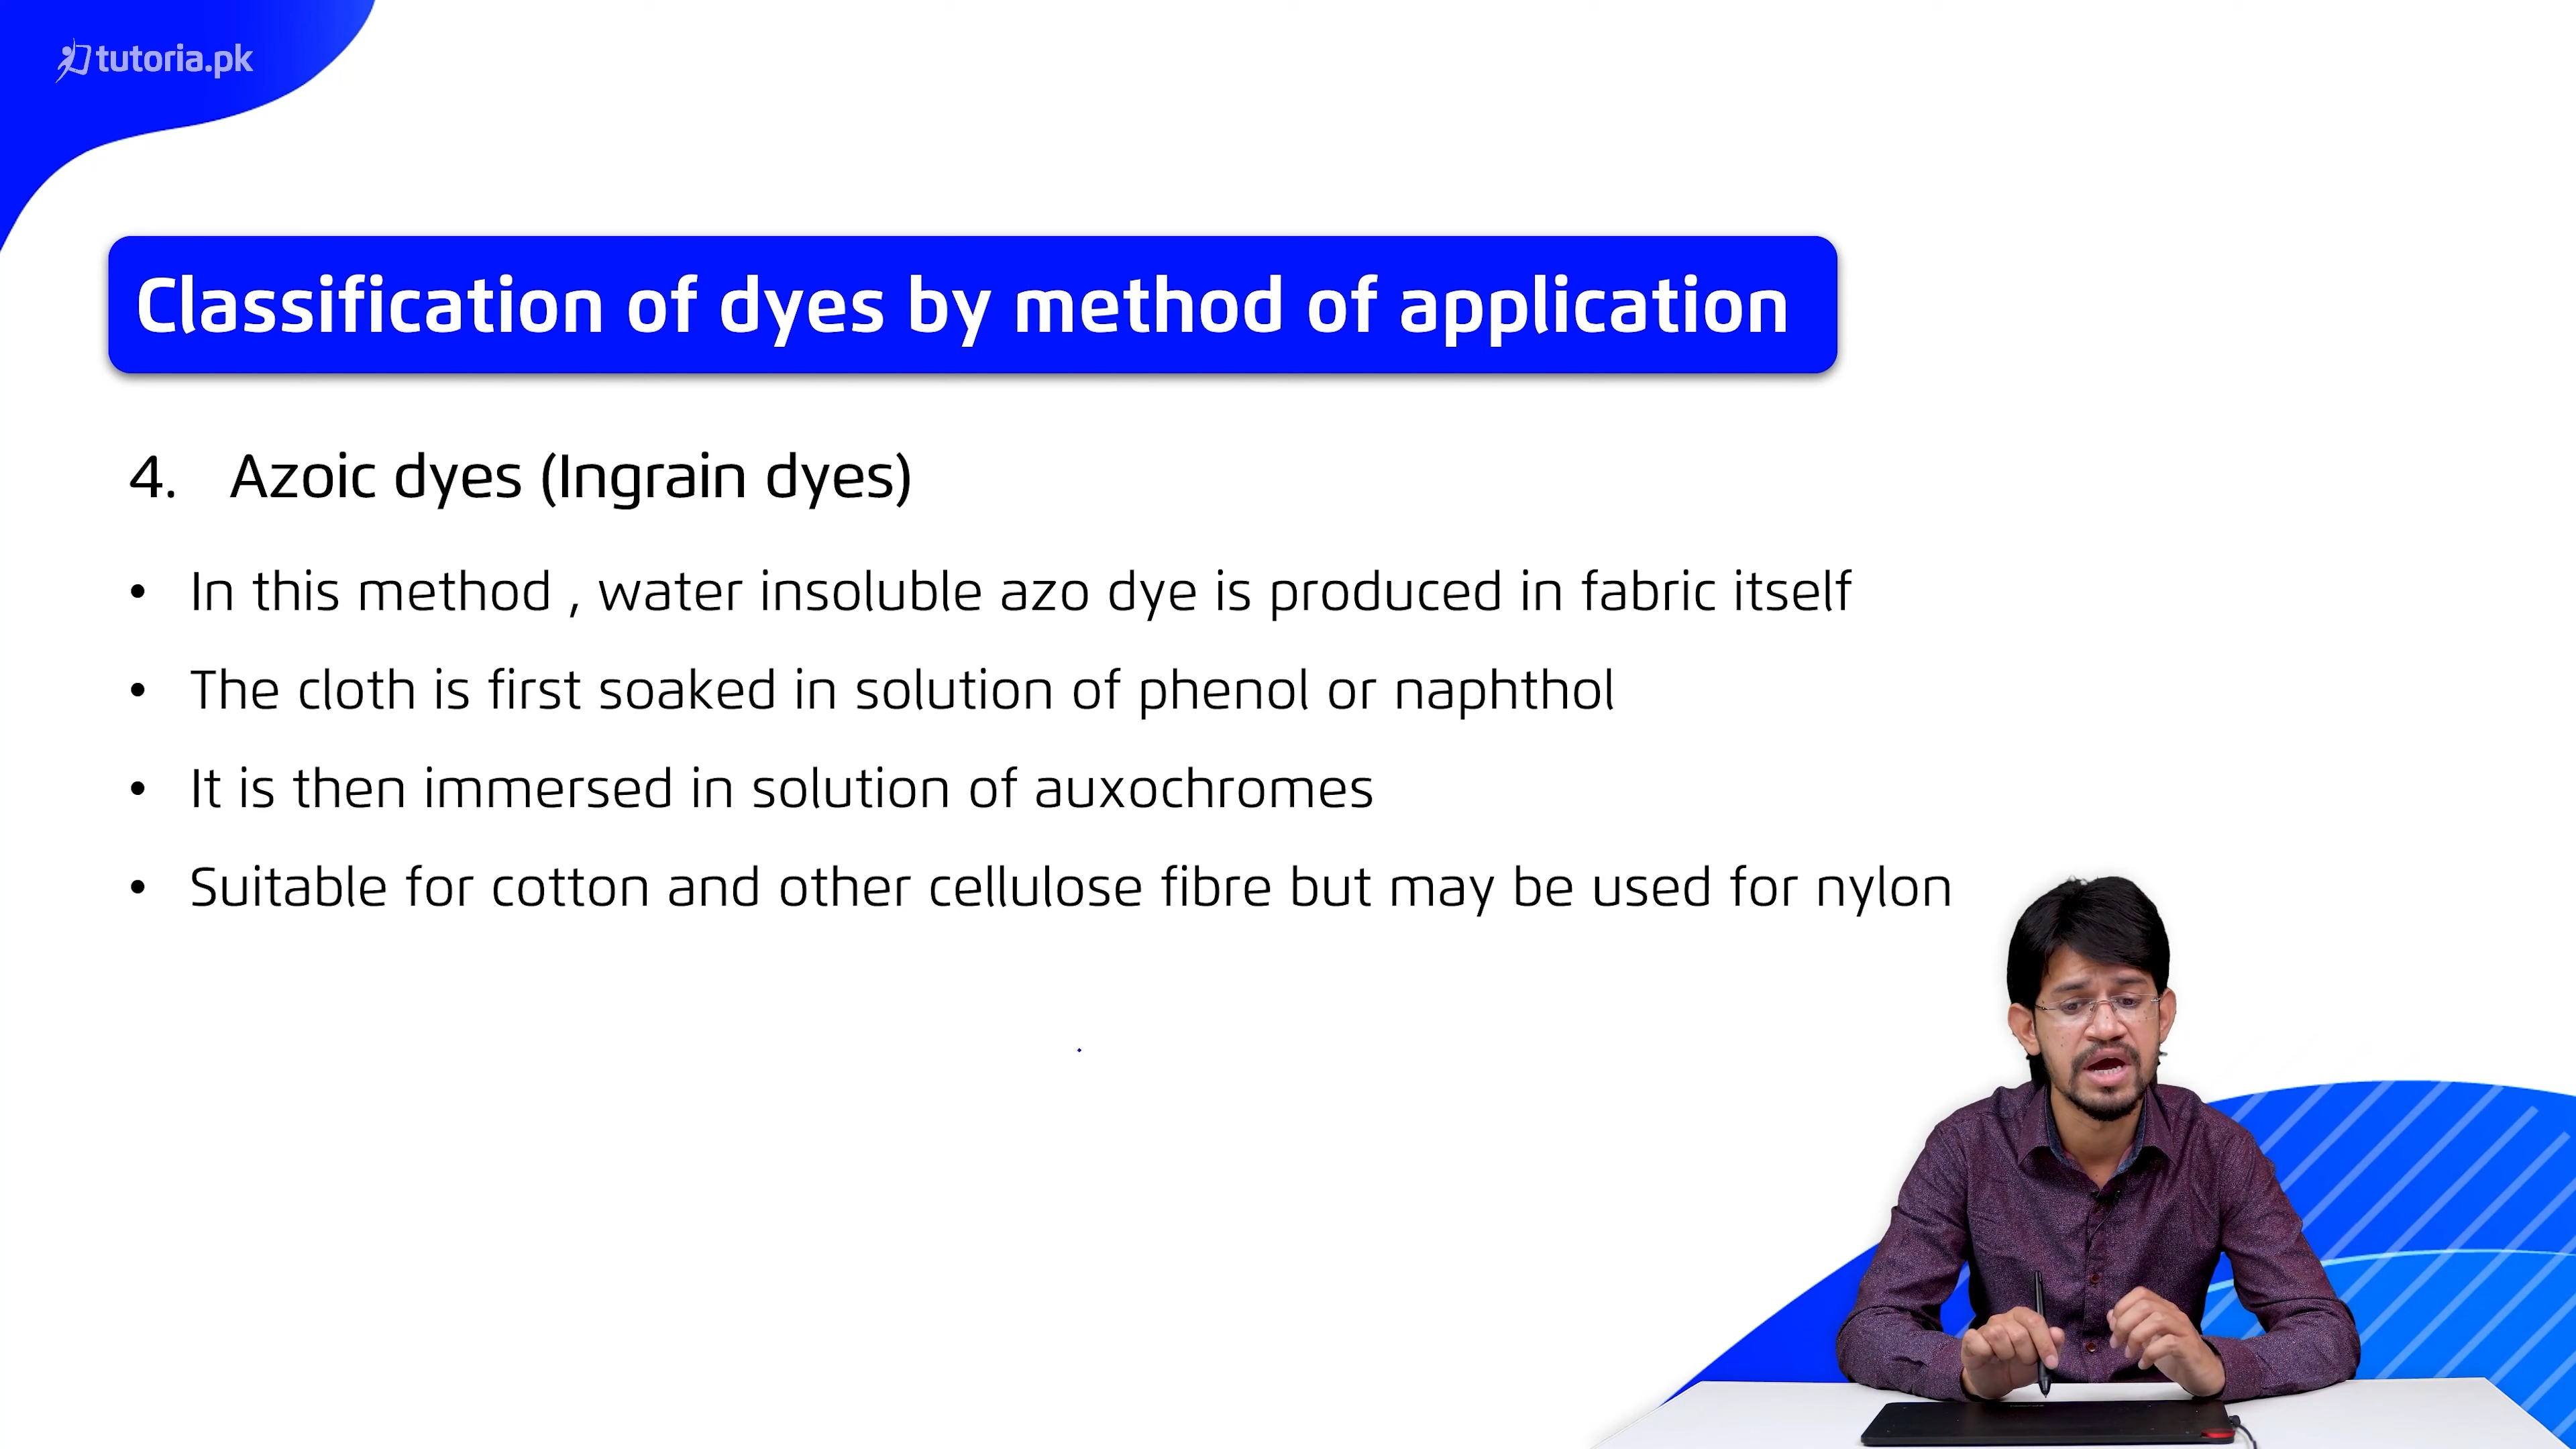 tutoria.pk
Classification of dyes by method of application
4. Azoic dyes (Ingrain dyes)
• In this method , water insoluble azo dye is produced in fabric itself
• The cloth is first soaked in solution of phenol or naphthol
• It is then immersed in solution of auxochromes
• Suitable for cotton and other cellulose fibre but may be used for nylon